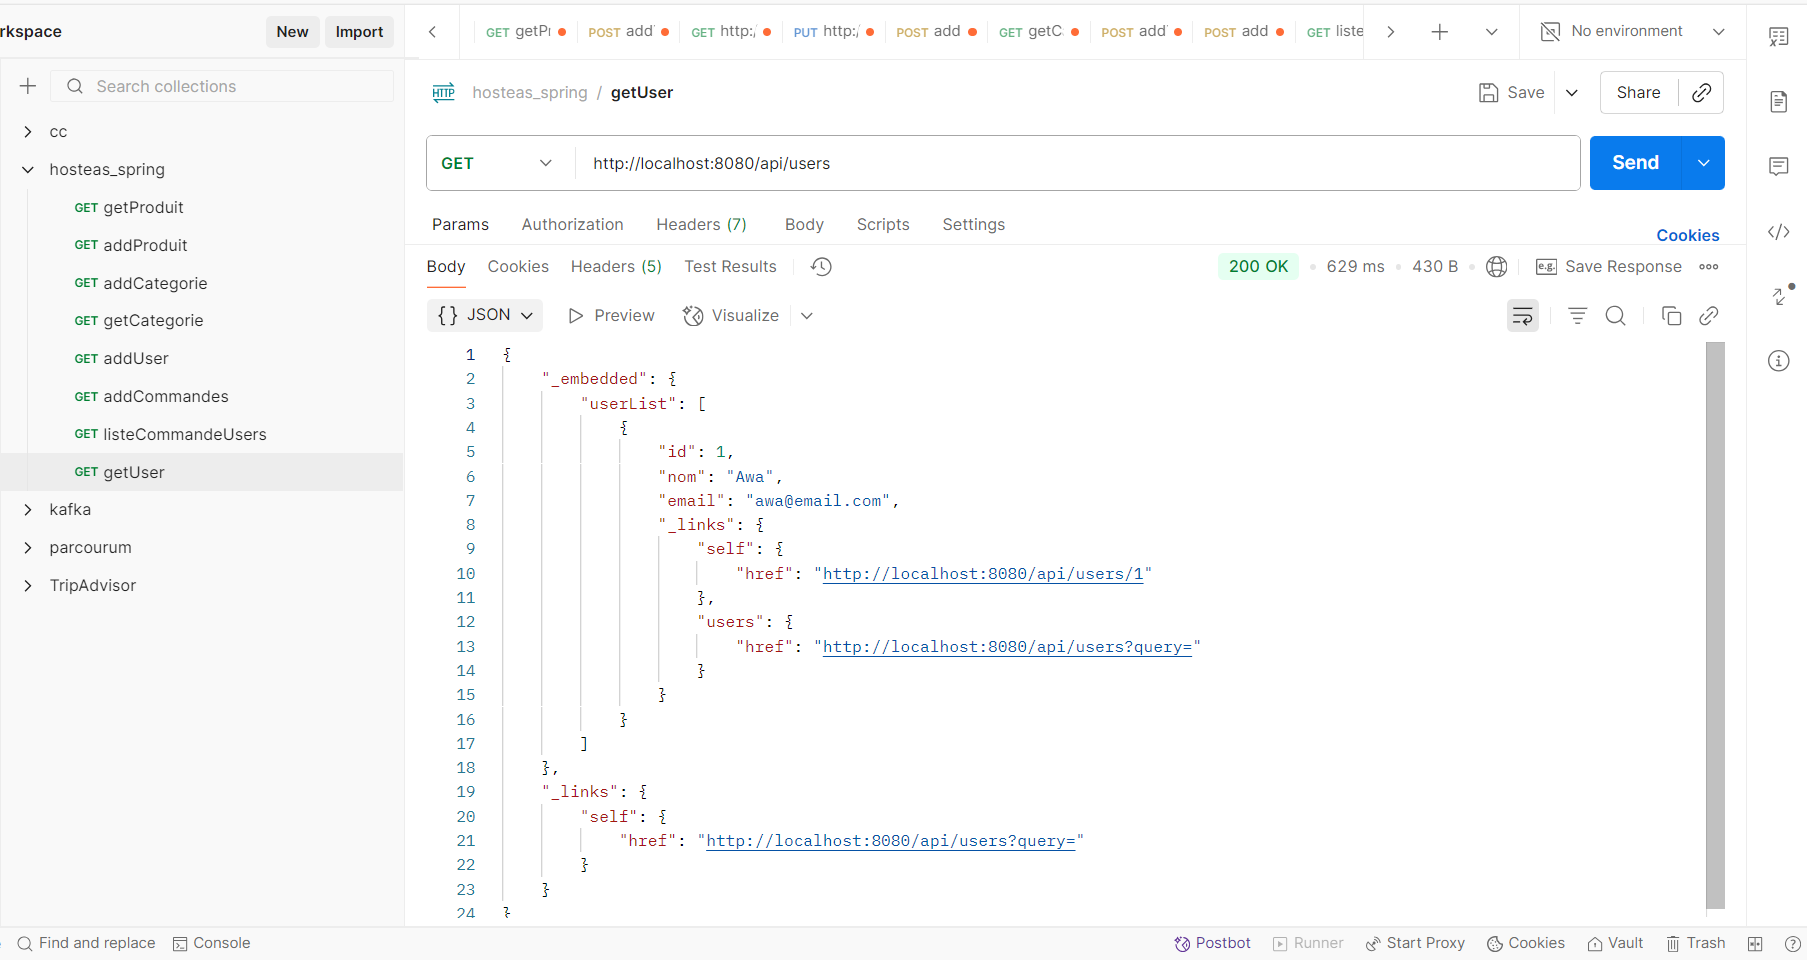 rkspace
New
Import
GET getPr
POST add'
GET http:/
PUT http:/
POST add
GET getC
POST add'
POST add
GET liste
No environment
Search collections
cc
hosteas_spring
GET getProduit
GET addProduit
GET addCategorie
GET getCategorie
GET addUser
GET addCommandes
GET listeCommandeUsers
GET getUser
kafka
parcourum
TripAdvisor
HTTP hosteas_spring / getUser
Save
Share
GET http://localhost:8080/api/users
Send
Params Authorization Headers (7) Body Scripts Settings
Cookies
Body Cookies Headers (5) Test Results
200 OK • 629 ms • 430 B • e.g. Save Response
{} JSON Preview Visualize
1 {
2 "_embedded": {
3 "userList": [
4 {
5 "id": 1,
6 "nom": "Awa",
7 "email": "awa@email.com",
8 "_links": {
9 "self": {
10 "href": "http://localhost:8080/api/users/1"
11 },
12 "users": {
13 "href": "http://localhost:8080/api/users?query="
14 }
15 }
16 }
17 ]
18 },
19 "_links": {
20 "self": {
21 "href": "http://localhost:8080/api/users?query="
22 }
23 }
24 }
Find and replace Console
Postbot Runner Start Proxy Cookies Vault Trash